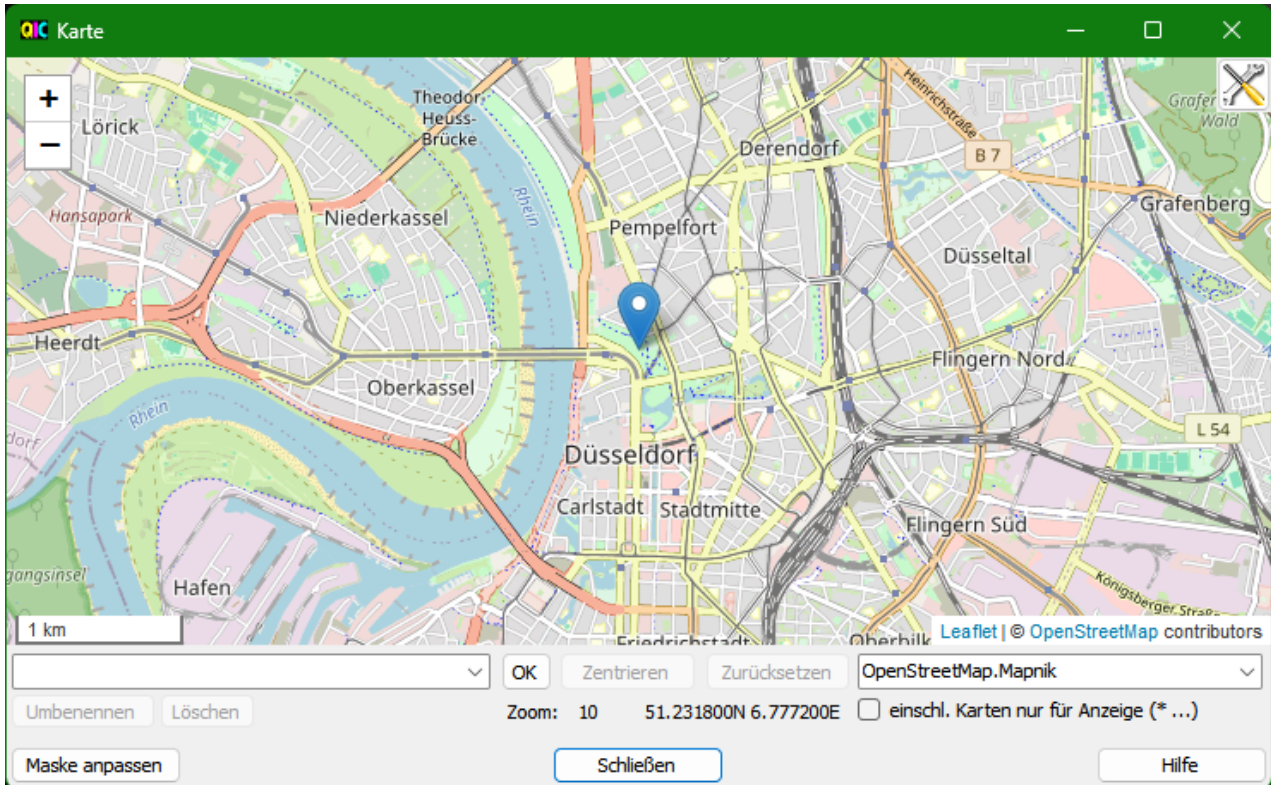 QIC Karte
+
Theodor-
Heuss-
Brücke
Heinrichstraße
Grafer
Wald
Lörick
−
Derendorf
B 7
Rhein
Hansapark
Niederkassel
Grafenberg
Pempelfort
Düsseltal
Heerdt
Flingern Nord
Oberkassel
Rhein
dorf
L 54
Düsseldorf
Carlstadt
Stadtmitte
Flingern Süd
gangsinsel
Hafen
Königsberger Straße
1 km
Friedrichstadt
Oberbilk
Leaflet | © OpenStreetMap contributors
OK Zentrieren Zurücksetzen OpenStreetMap.Mapnik
Umbenennen Löschen Zoom: 10 51.231800N 6.777200E einschl. Karten nur für Anzeige (* ...)
Maske anpassen Schließen Hilfe